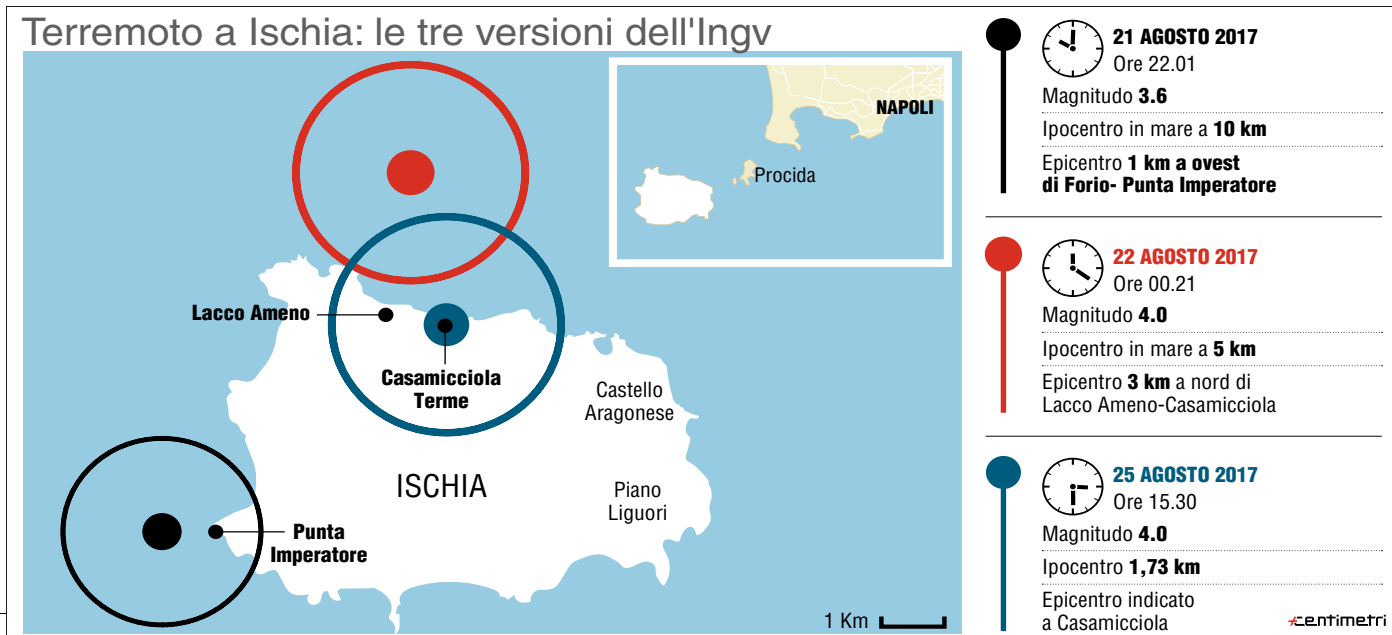 Terremoto a Ischia: le tre versioni dell'Ingv
NAPOLI
Procida
Lacco Ameno
Casamicciola
Terme
Castello
Aragonese
ISCHIA
Piano
Liguori
Punta
Imperatore
1 Km
21 AGOSTO 2017
Ore 22.01
Magnitudo 3.6
Ipocentro in mare a 10 km
Epicentro 1 km a ovest
di Forio- Punta Imperatore
22 AGOSTO 2017
Ore 00.21
Magnitudo 4.0
Ipocentro in mare a 5 km
Epicentro 3 km a nord di
Lacco Ameno-Casamicciola
25 AGOSTO 2017
Ore 15.30
Magnitudo 4.0
Ipocentro 1,73 km
Epicentro indicato
a Casamicciola
centimetri